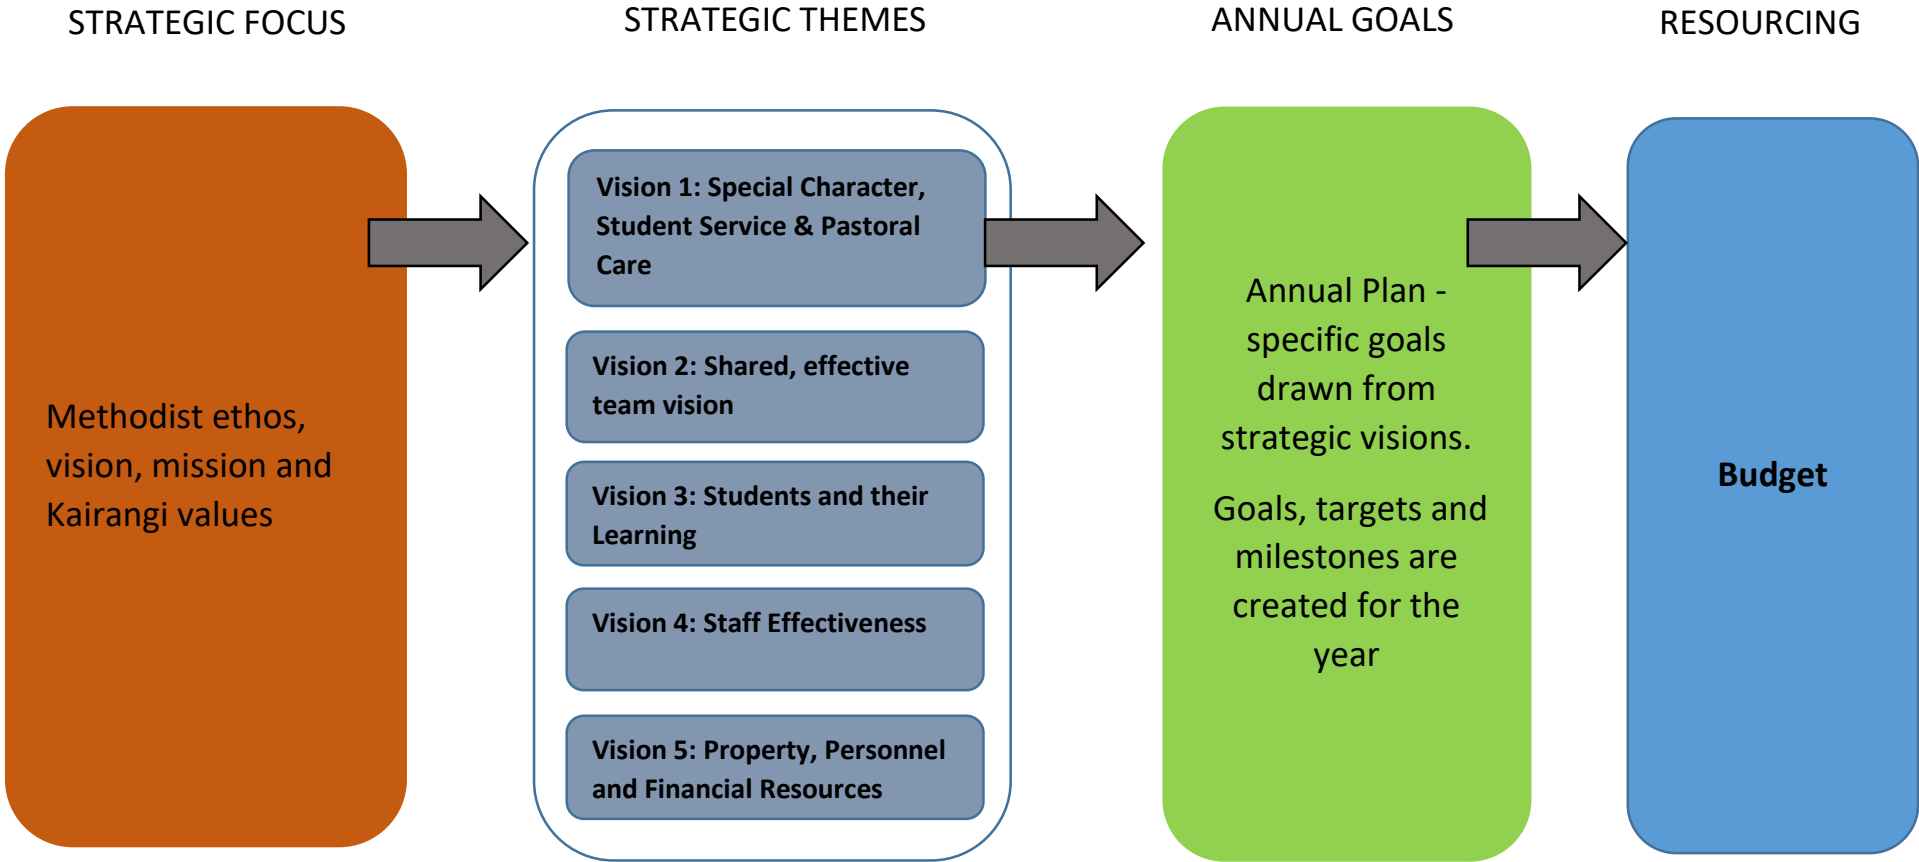 STRATEGIC FOCUS
STRATEGIC THEMES
ANNUAL GOALS
RESOURCING
Methodist ethos,
vision, mission and
Kairangi values
Vision 1: Special Character,
Student Service & Pastoral
Care
Vision 2: Shared, effective
team vision
Vision 3: Students and their
Learning
Vision 4: Staff Effectiveness
Vision 5: Property, Personnel
and Financial Resources
Annual Plan -
specific goals
drawn from
strategic visions.
Goals, targets and
milestones are
created for the
year
Budget